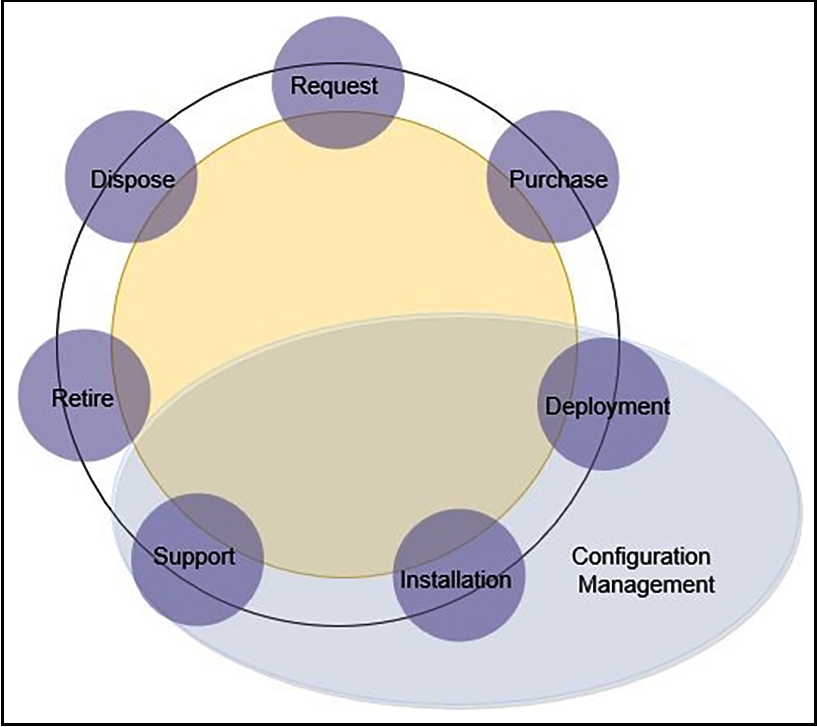 Request
Dispose
Purchase
Retire
Deployment
Support
Installation
Configuration
Management